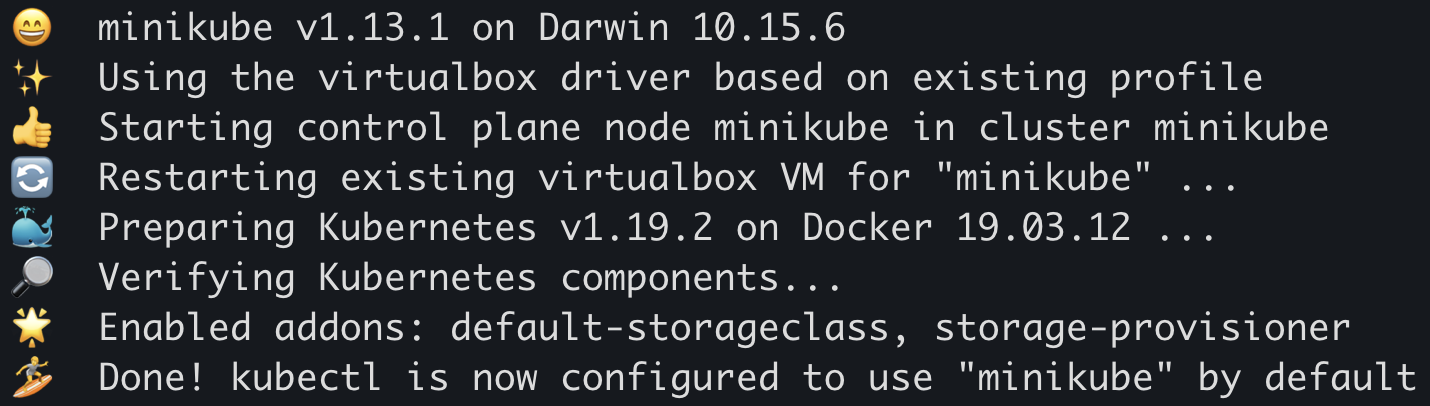 😄  minikube v1.13.1 on Darwin 10.15.6
✨  Using the virtualbox driver based on existing profile
👍  Starting control plane node minikube in cluster minikube
🔄  Restarting existing virtualbox VM for "minikube" ...
🐳  Preparing Kubernetes v1.19.2 on Docker 19.03.12 ...
🔎  Verifying Kubernetes components...
🌟  Enabled addons: default-storageclass, storage-provisioner
🏄  Done! kubectl is now configured to use "minikube" by default